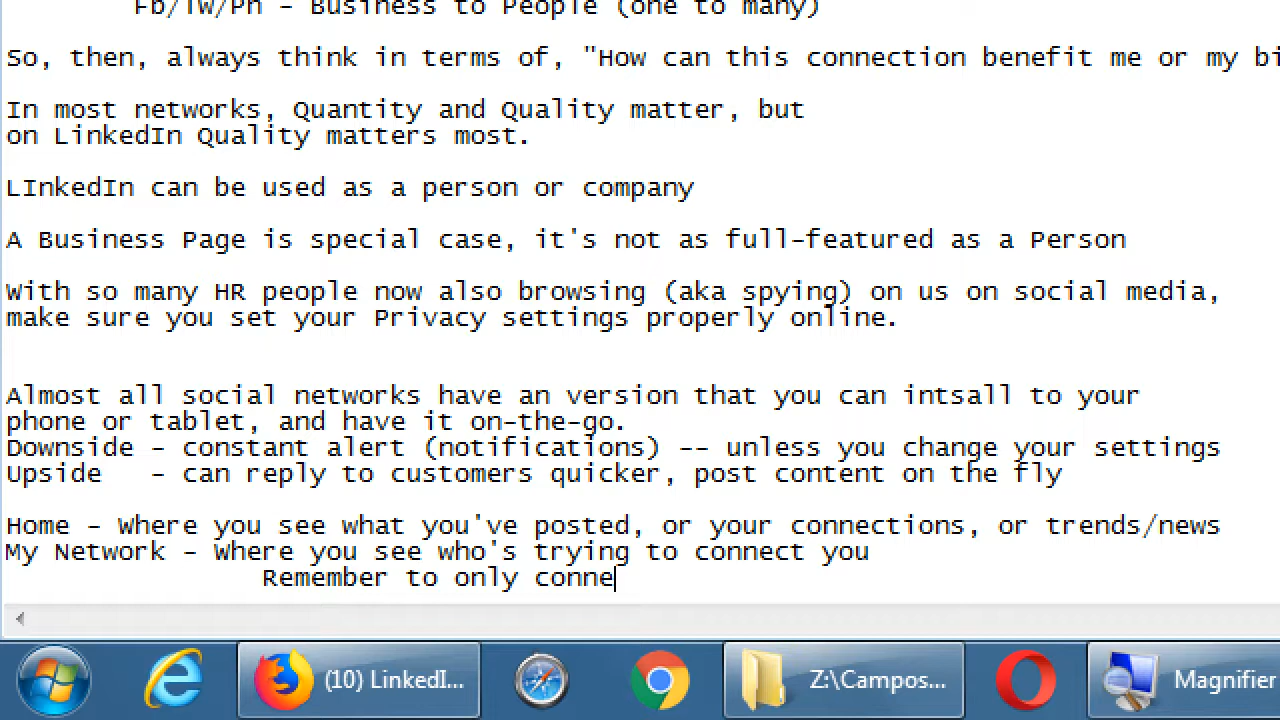 Fb/Tw/Pn - Business to People (one to many)
So, then, always think in terms of, "How can this connection benefit me or my bi
In most networks, Quantity and Quality matter, but
on LinkedIn Quality matters most.
LInkedIn can be used as a person or company
A Business Page is special case, it's not as full-featured as a Person
With so many HR people now also browsing (aka spying) on us on social media,
make sure you set your Privacy settings properly online.
Almost all social networks have an version that you can intsall to your
phone or tablet, and have it on-the-go.
Downside - constant alert (notifications) -- unless you change your settings
Upside   - can reply to customers quicker, post content on the fly
Home - Where you see what you've posted, or your connections, or trends/news
My Network - Where you see who's trying to connect you
Remember to only conne
(10) LinkedI... Z:\Campos... Magnifier